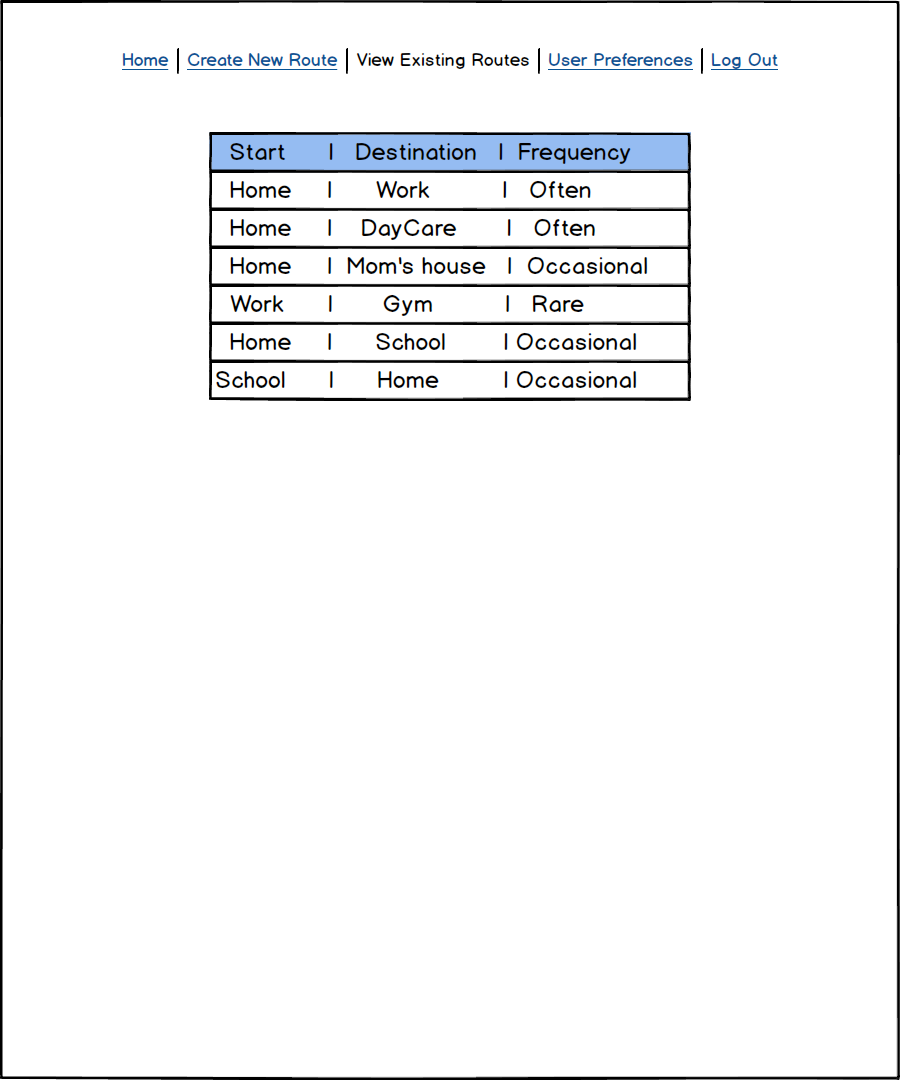 Home | Create New Route | View Existing Routes | User Preferences | Log Out
Start | Destination | Frequency
Home | Work | Often
Home | DayCare | Often
Home | Mom's house | Occasional
Work | Gym | Rare
Home | School | Occasional
School | Home | Occasional